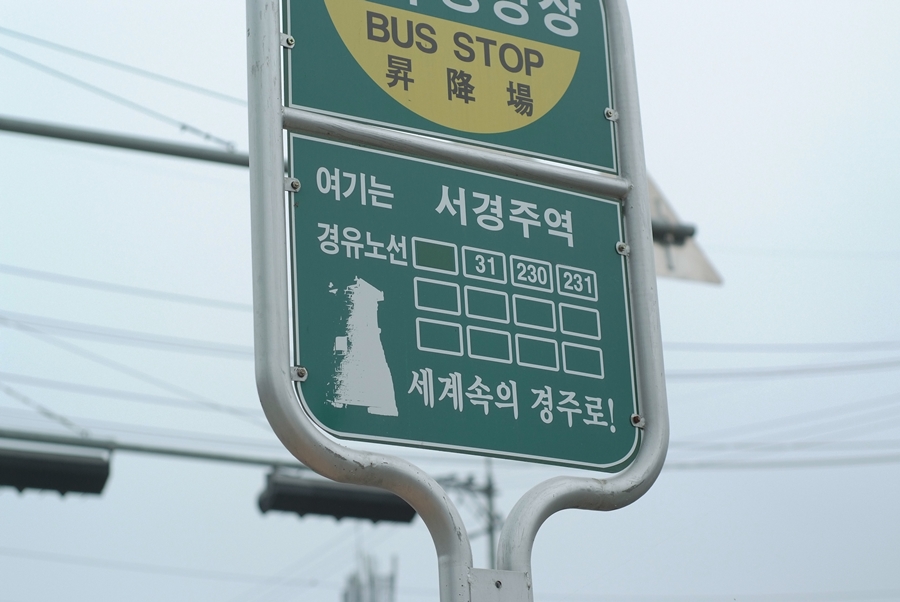 BUS STOP
昇 降 場
여기는 서경주역
경유노선 31 230 231
세계속의 경주로!